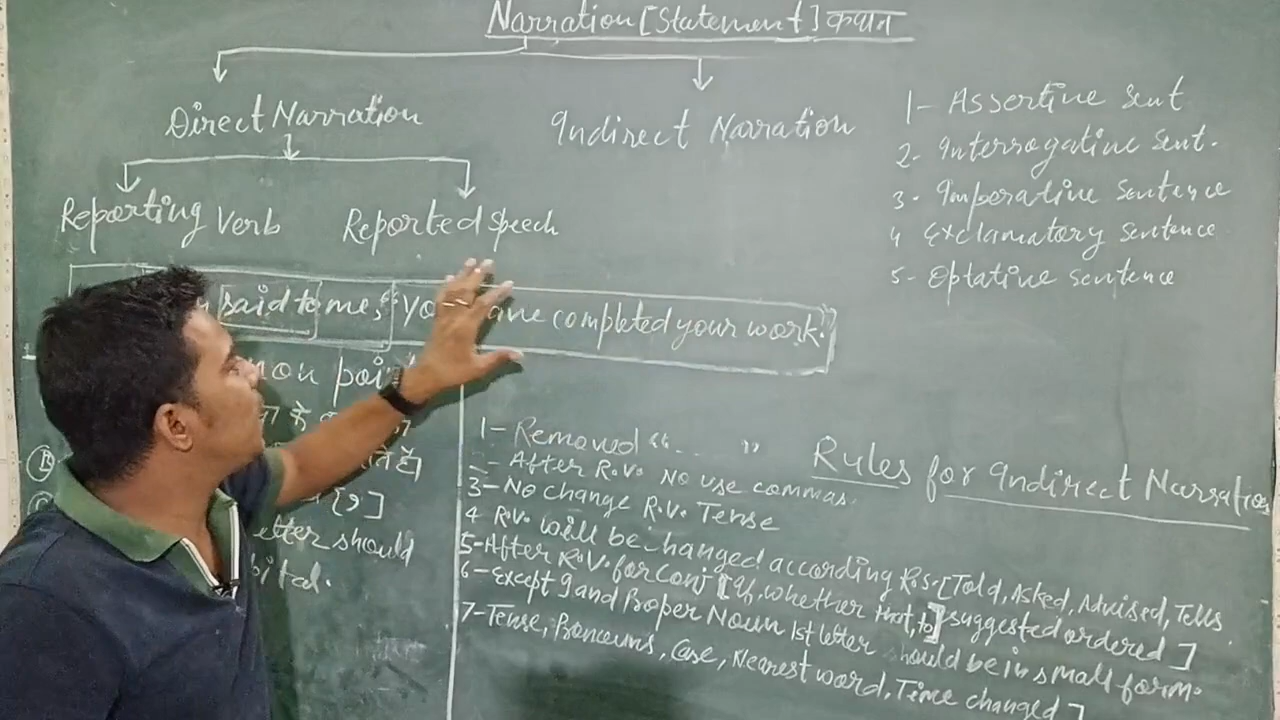 Narration [Statement] कथन
Direct Narration
Indirect Narration
Reporting Verb
Reported Speech
said to me, "You have completed your work."
1- Assertive Sent
2- Interrogative Sent.
3- Imperative Sentence
4 Exclamatory Sentence
5- Optative Sentence
[,]
etter should
Rules for Indirect Narration
1- Removed "... "
2- After R.V. No use commas.
3- No change R.V. Tense
4 R.V. will be changed according R.S. [Told, Asked, Advised, Tells
suggested ordered]
5- After R.V. for Conj [If, whether that, to]
6- Except I and Proper Noun 1st letter should be in small form.
7- Tense, Pronouns, Case, Nearest word, Time changed]